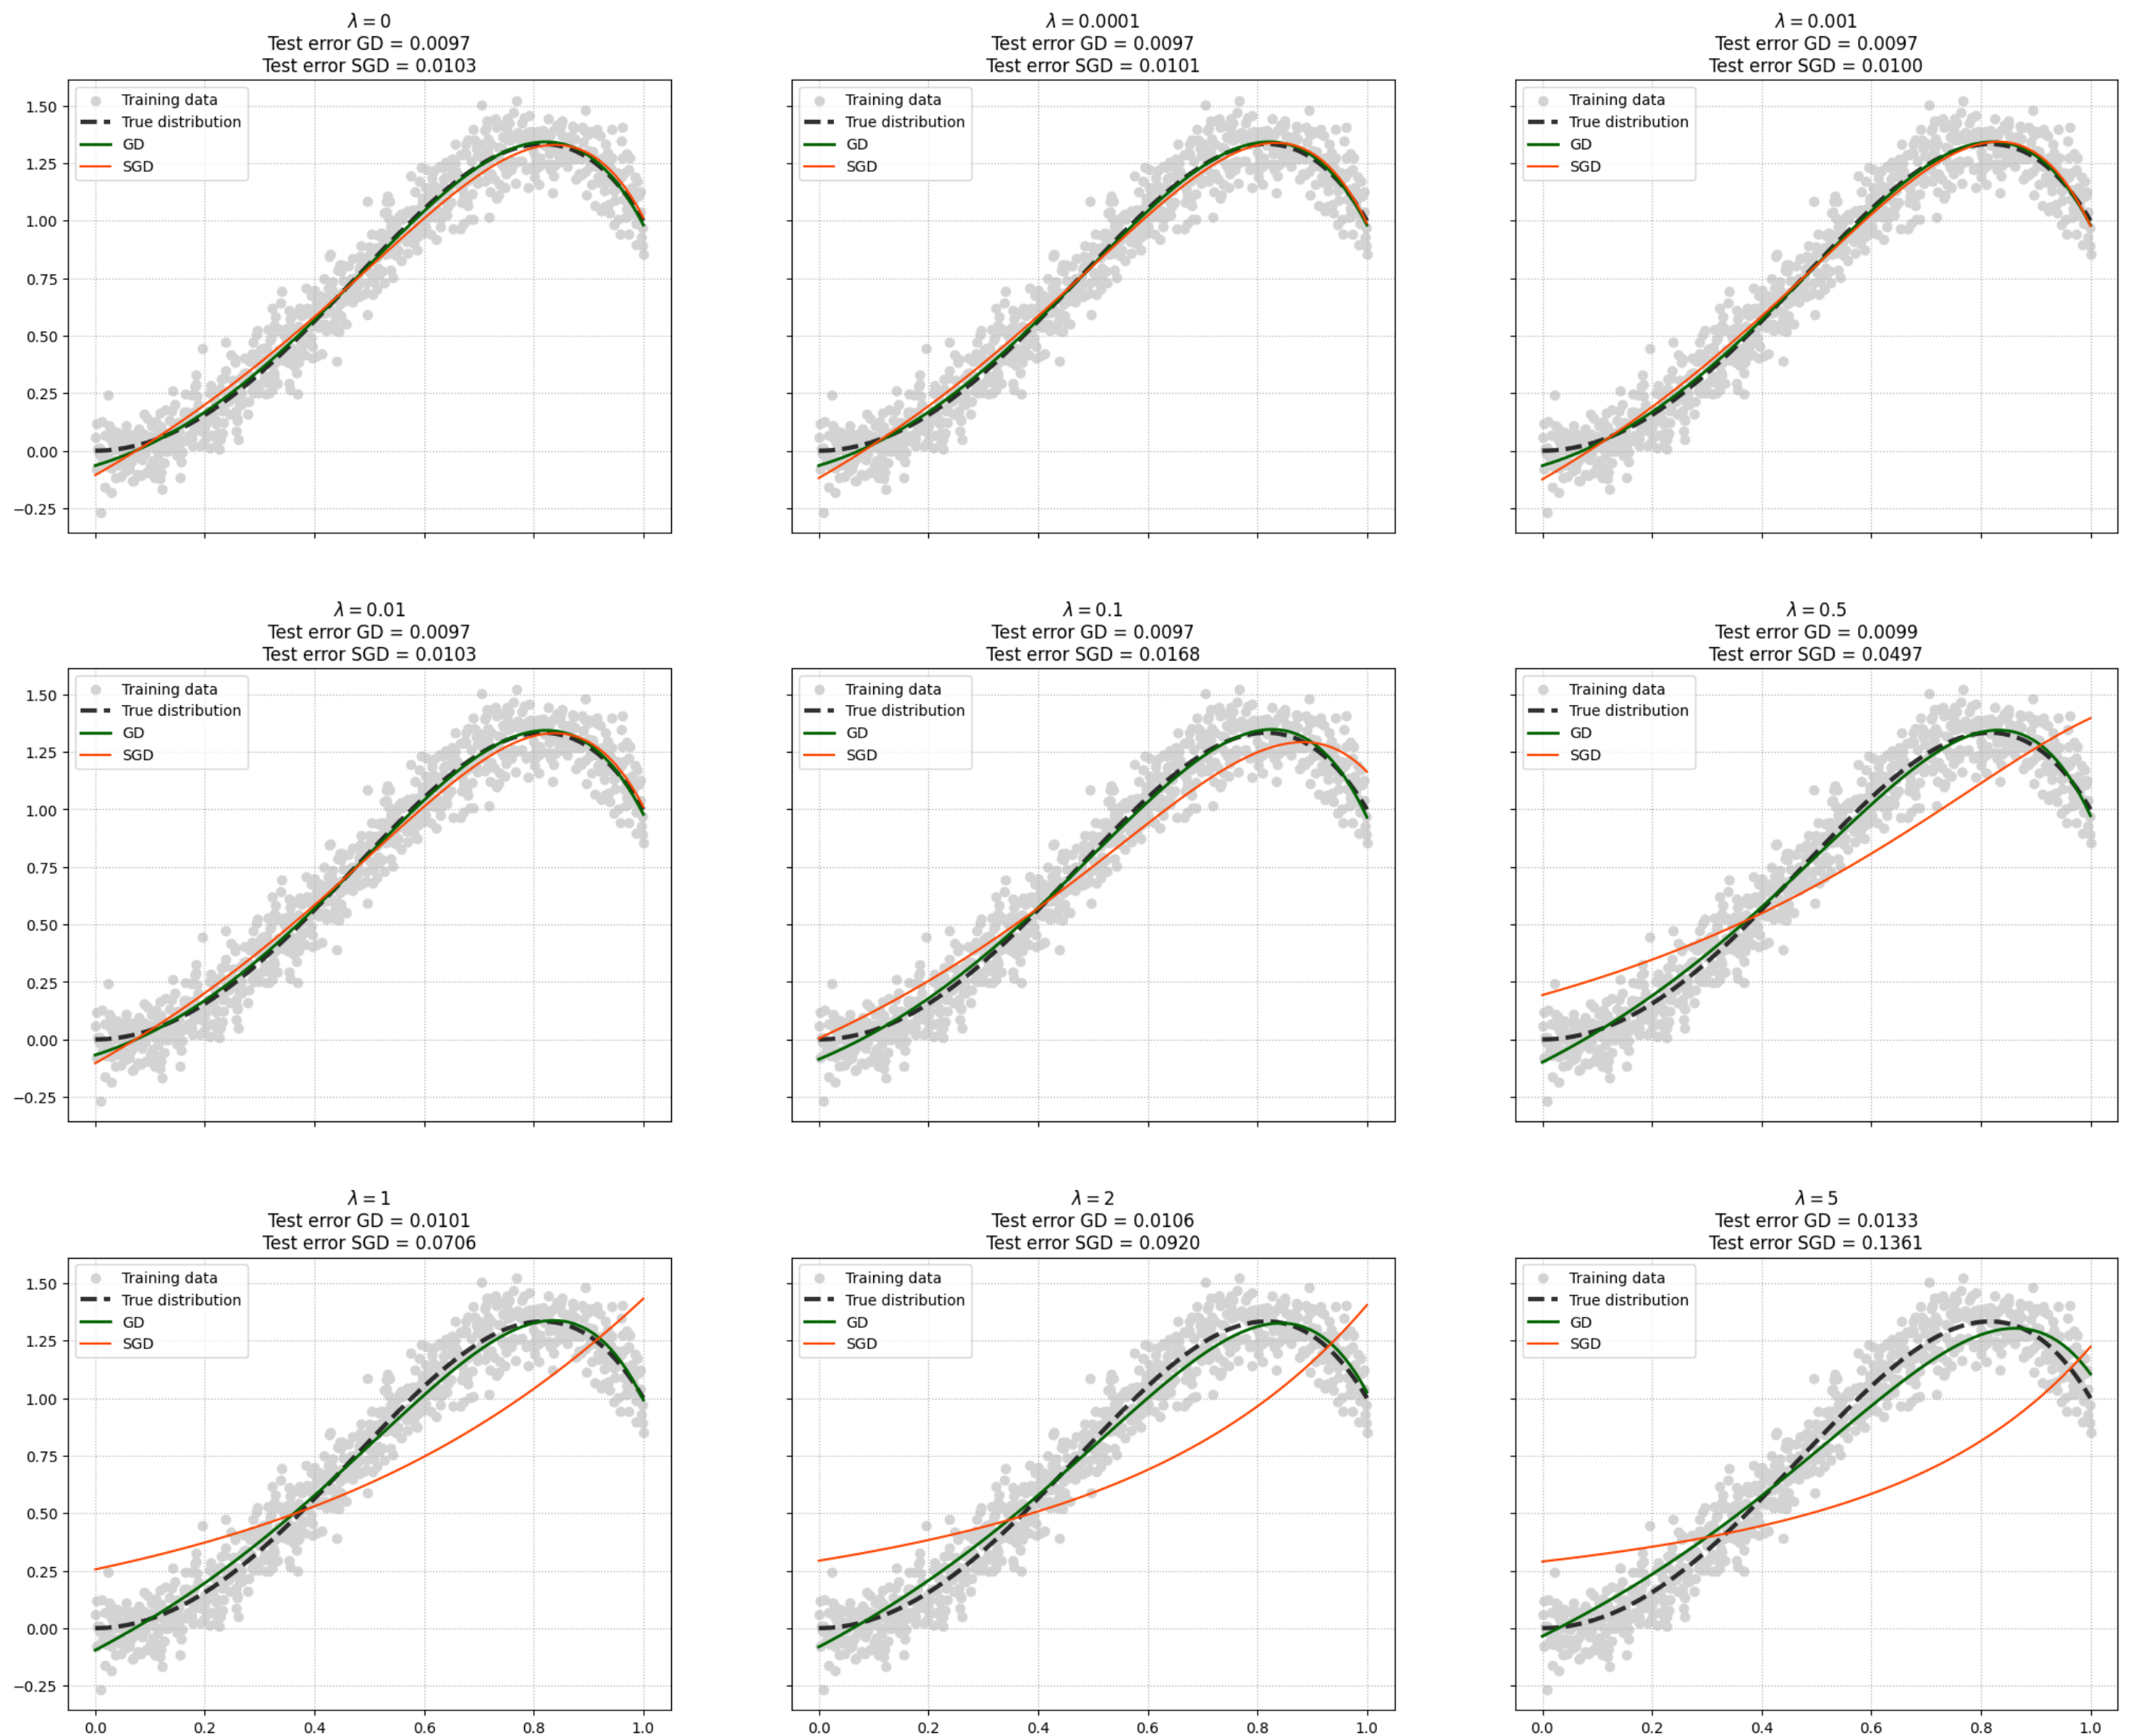 λ = 0
Test error GD = 0.0097
Test error SGD = 0.0103
1.50
1.25
1.00
0.75
0.50
0.25
0.00
−0.25
Training data
True distribution
GD
SGD
λ = 0.0001
Test error GD = 0.0097
Test error SGD = 0.0101
Training data
True distribution
GD
SGD
λ = 0.001
Test error GD = 0.0097
Test error SGD = 0.0100
Training data
True distribution
GD
SGD
λ = 0.01
Test error GD = 0.0097
Test error SGD = 0.0103
1.50
1.25
1.00
0.75
0.50
0.25
0.00
−0.25
Training data
True distribution
GD
SGD
λ = 0.1
Test error GD = 0.0097
Test error SGD = 0.0168
Training data
True distribution
GD
SGD
λ = 0.5
Test error GD = 0.0099
Test error SGD = 0.0497
Training data
True distribution
GD
SGD
λ = 1
Test error GD = 0.0101
Test error SGD = 0.0706
1.50
1.25
1.00
0.75
0.50
0.25
0.00
−0.25
Training data
True distribution
GD
SGD
0.0 0.2 0.4 0.6 0.8 1.0
λ = 2
Test error GD = 0.0106
Test error SGD = 0.0920
Training data
True distribution
GD
SGD
0.0 0.2 0.4 0.6 0.8 1.0
λ = 5
Test error GD = 0.0133
Test error SGD = 0.1361
Training data
True distribution
GD
SGD
0.0 0.2 0.4 0.6 0.8 1.0